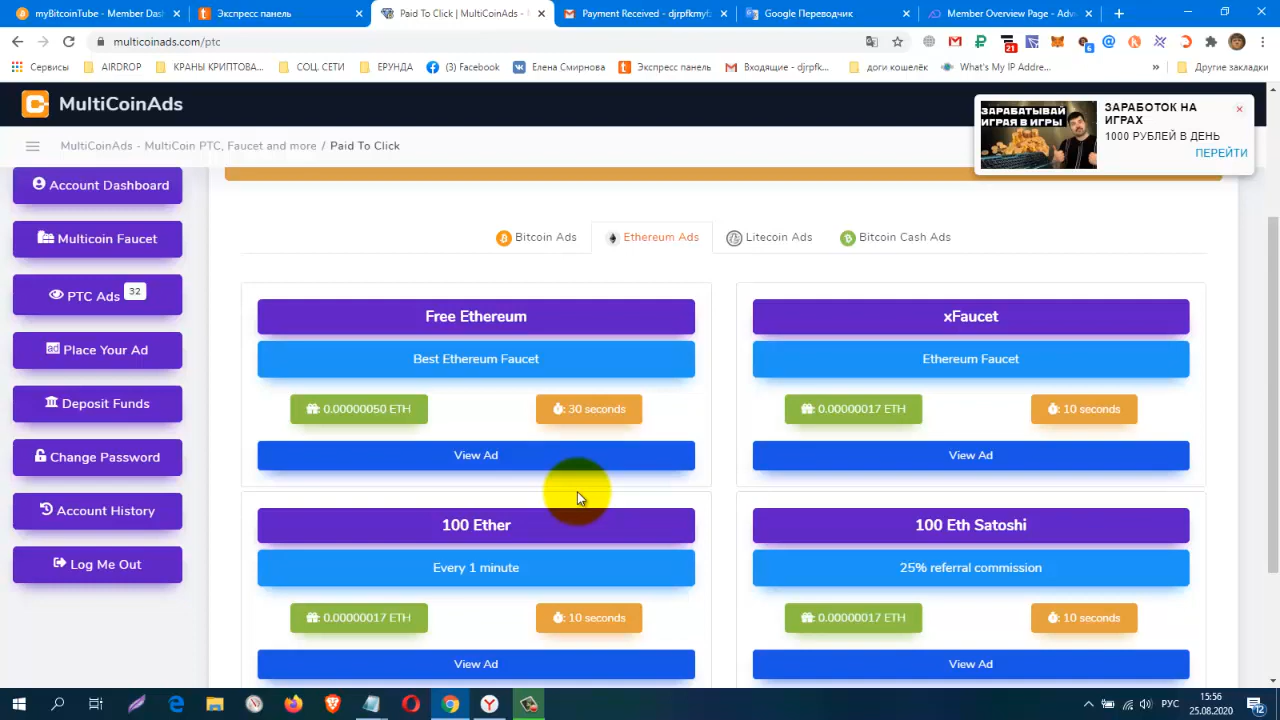 myBitcoinTube - Member Das
Экспресс панель
Paid To Click | MultiCoinAds -
Payment Received - djrpfkmyf
Google Переводчик
Member Overview Page - Adv
multicoinads.com/ptc
21
6
Сервисы
AIRDROP
КРАНЫ КРИПТОВА...
СОЦ. СЕТИ
ЕРУНДА
(3) Facebook
Елена Смирнова
Экспресс панель
Входящие - djrpfk...
доги кошелёк
What's My IP Addre...
»
Другие закладки
MultiCoinAds
ЗАРАБАТЫВАЙ
ИГРАЯ В ИГРЫ
ЗАРАБОТОК НА
ИГРАХ
1000 РУБЛЕЙ В ДЕНЬ
ПЕРЕЙТИ
MultiCoinAds - MultiCoin PTC, Faucet and more / Paid To Click
Account Dashboard
Multicoin Faucet
PTC Ads 32
Place Your Ad
Deposit Funds
Change Password
Account History
Log Me Out
Bitcoin Ads
Ethereum Ads
Litecoin Ads
Bitcoin Cash Ads
Free Ethereum
Best Ethereum Faucet
: 0.00000050 ETH
: 30 seconds
View Ad
xFaucet
Ethereum Faucet
: 0.00000017 ETH
: 10 seconds
View Ad
100 Ether
Every 1 minute
: 0.00000017 ETH
: 10 seconds
View Ad
100 Eth Satoshi
25% referral commission
: 0.00000017 ETH
: 10 seconds
View Ad
РУС
15:56
25.08.2020
12